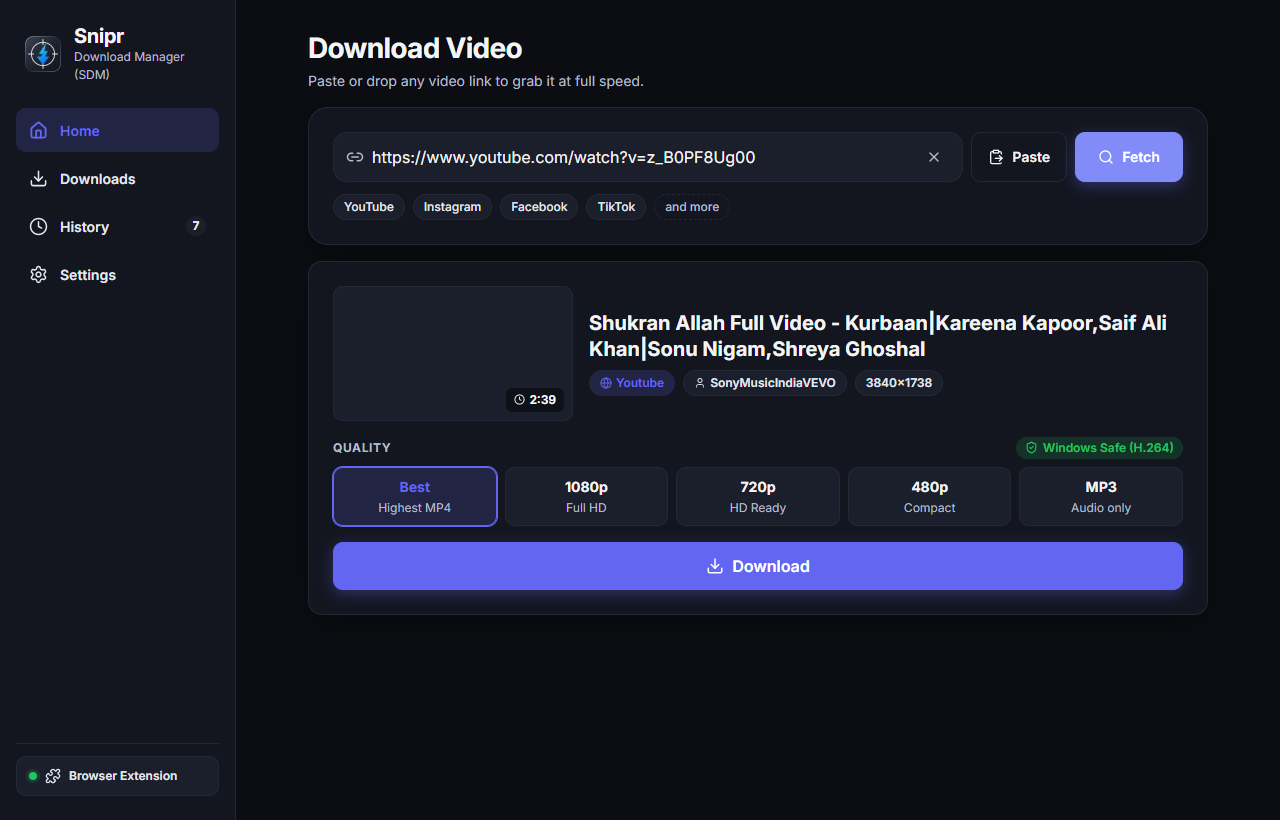 Snipr
Download Manager
(SDM)
Home
Downloads
History
7
Settings
Browser Extension
Download Video
Paste or drop any video link to grab it at full speed.
https://www.youtube.com/watch?v=z_B0PF8Ug00
Paste
Fetch
YouTube
Instagram
Facebook
TikTok
and more
2:39
Shukran Allah Full Video - Kurbaan|Kareena Kapoor,Saif Ali
Khan|Sonu Nigam,Shreya Ghoshal
Youtube
SonyMusicIndiaVEVO
3840×1738
QUALITY
Windows Safe (H.264)
Best
Highest MP4
1080p
Full HD
720p
HD Ready
480p
Compact
MP3
Audio only
Download